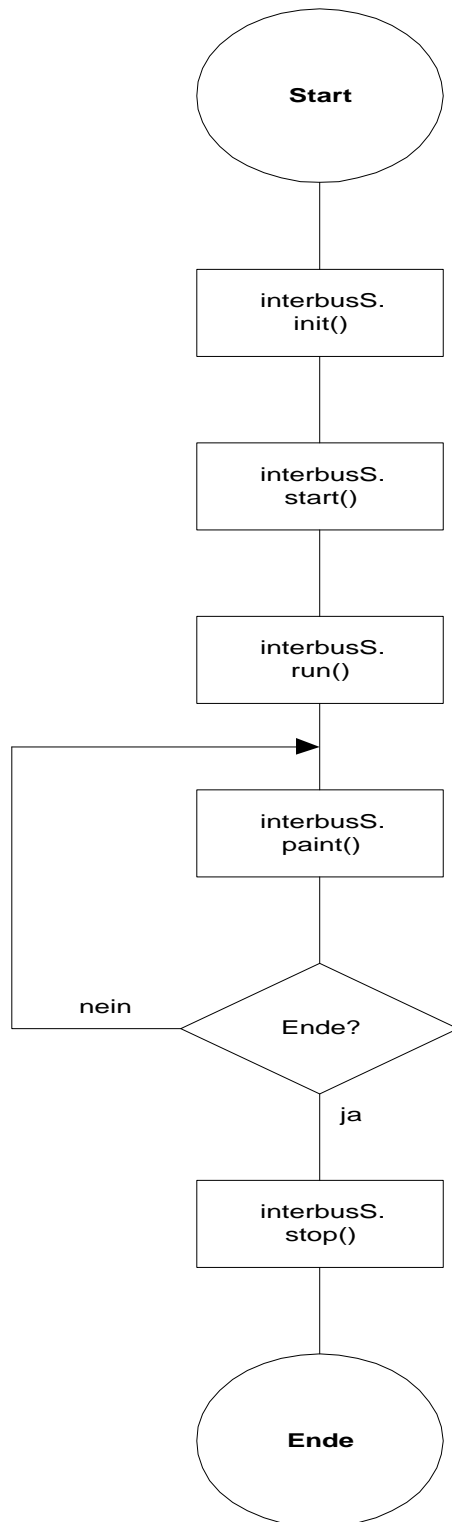 Start
interbusS.
init()
interbusS.
start()
interbusS.
run()
interbusS.
paint()
nein
Ende?
ja
interbusS.
stop()
Ende